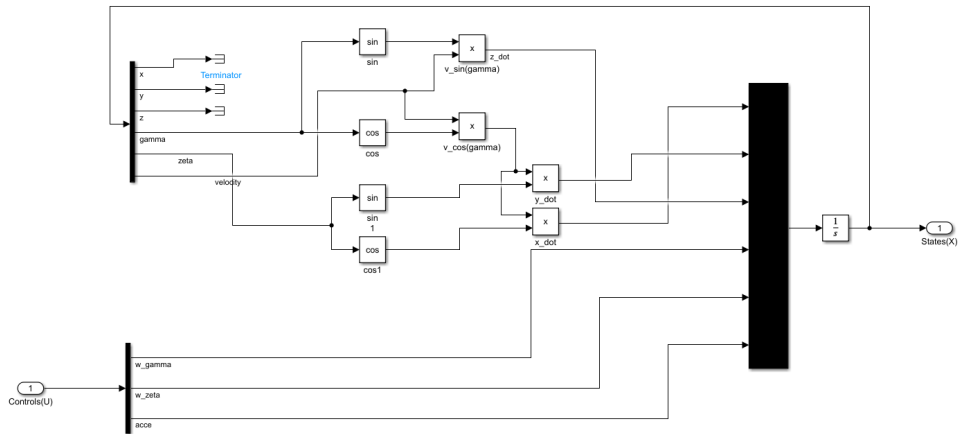 x
Terminator
y
z
gamma
zeta
velocity
sin
sin
cos
cos
x
v_sin(gamma)
z_dot
x
v_cos(gamma)
sin
sin
1
cos
cos1
x
y_dot
x
x_dot
1
s
1
States(X)
1
Controls(U)
w_gamma
w_zeta
acce